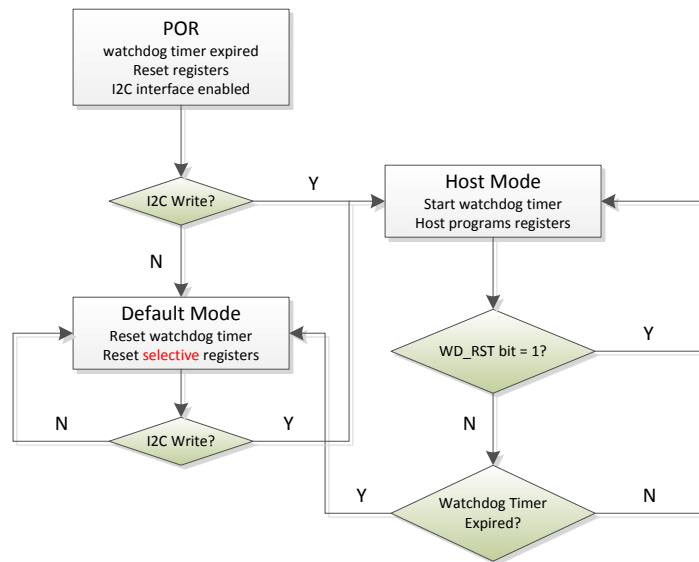 POR
watchdog timer expired
Reset registers
I2C interface enabled
I2C Write?
Y
N
Host Mode
Start watchdog timer
Host programs registers
Default Mode
Reset watchdog timer
Reset selective registers
WD_RST bit = 1?
Y
N
I2C Write?
N
Y
Watchdog Timer
Expired?
Y
N